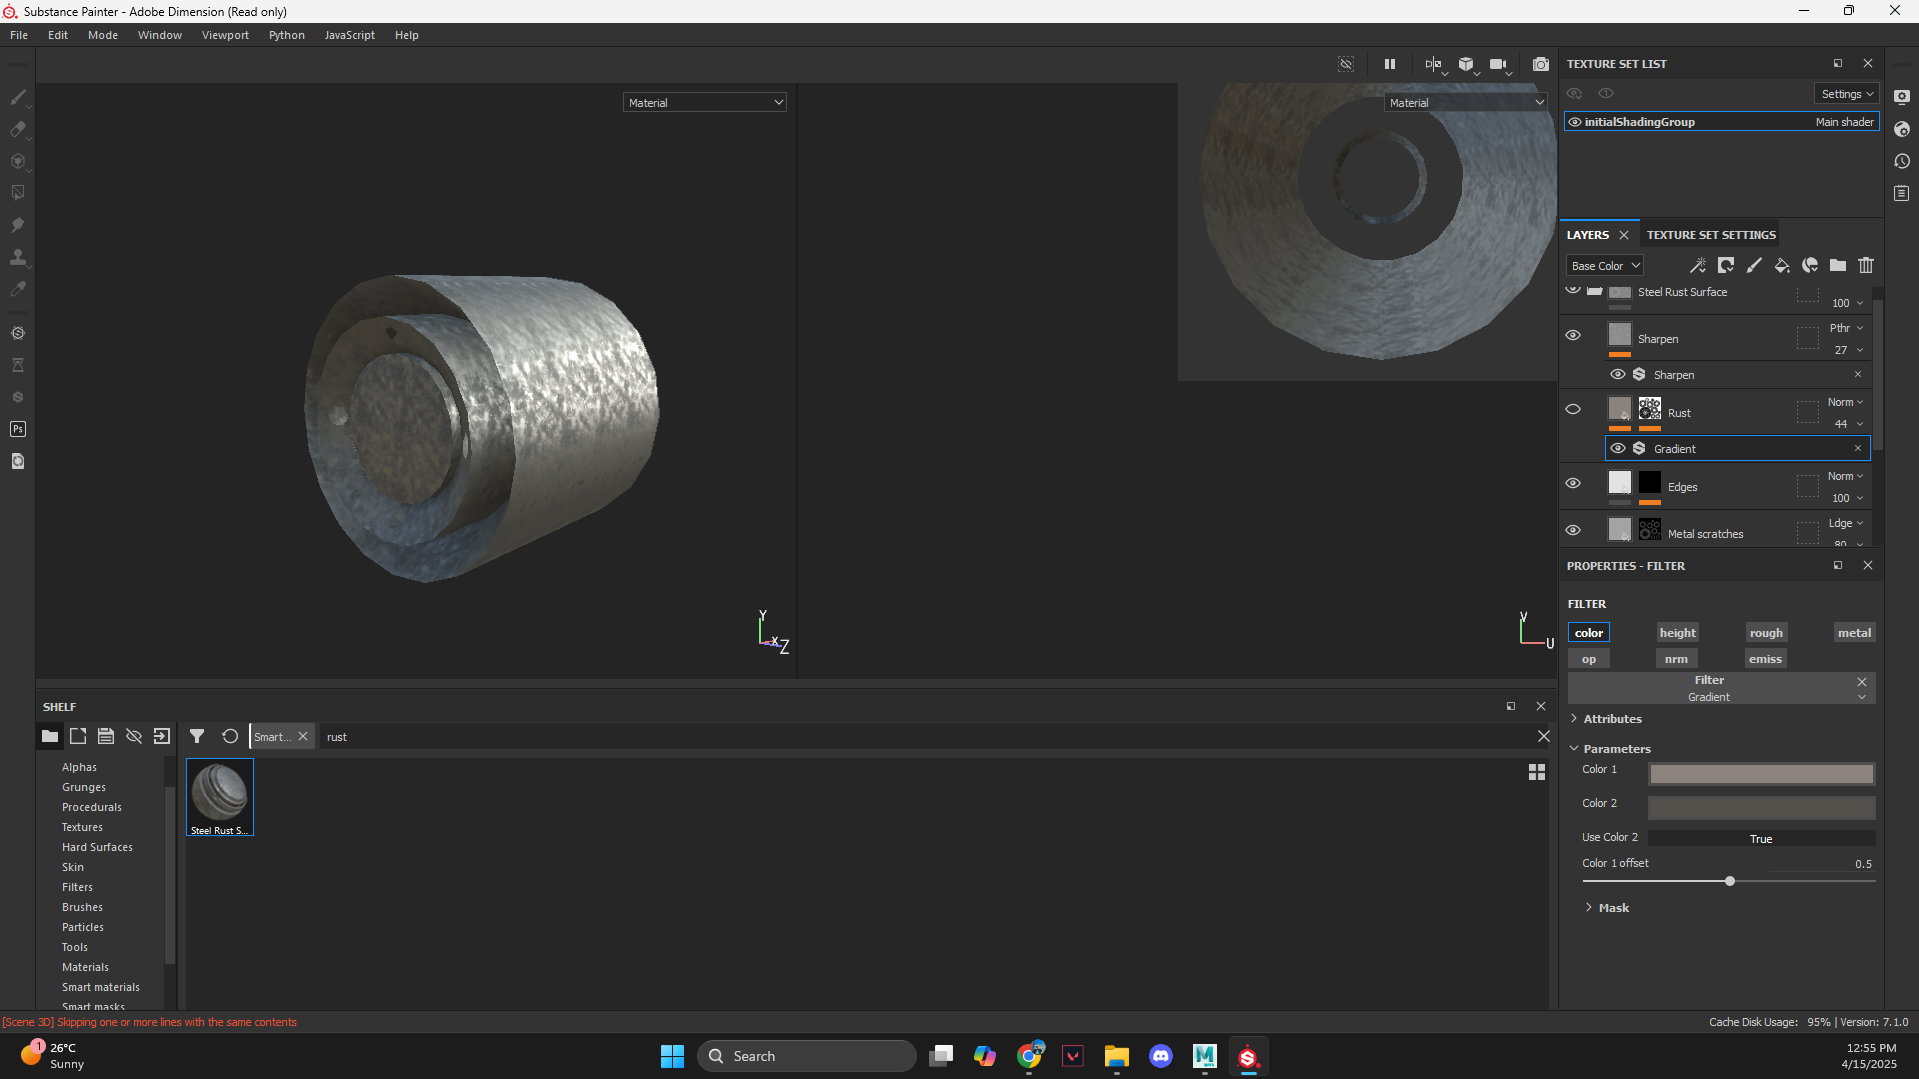 Substance Painter - Adobe Dimension (Read only)
File Edit Mode Window Viewport Python JavaScript Help
Material
Material
TEXTURE SET LIST
Settings
initialShadingGroup Main shader
LAYERS TEXTURE SET SETTINGS
Base Color
Steel Rust Surface
100
Sharpen Pthr
27
Sharpen
Rust Norm
44
Gradient
Edges Norm
100
Metal scratches Ldge
80
PROPERTIES - FILTER
FILTER
color height rough metal
op nrm emiss
Filter
Gradient
Attributes
Parameters
Color 1
Color 2
Use Color 2 True
Color 1 offset 0.5
Mask
Y
X
Z
V
U
SHELF
Smart... rust
Alphas
Grunges
Procedurals
Textures
Hard Surfaces
Skin
Filters
Brushes
Particles
Tools
Materials
Smart materials
Smart masks
Steel Rust S...
Ps
[Scene 3D] Skipping one or more lines with the same contents
Cache Disk Usage: 95% | Version: 7.1.0
1
26°C
Sunny
Search
12:55 PM
4/15/2025